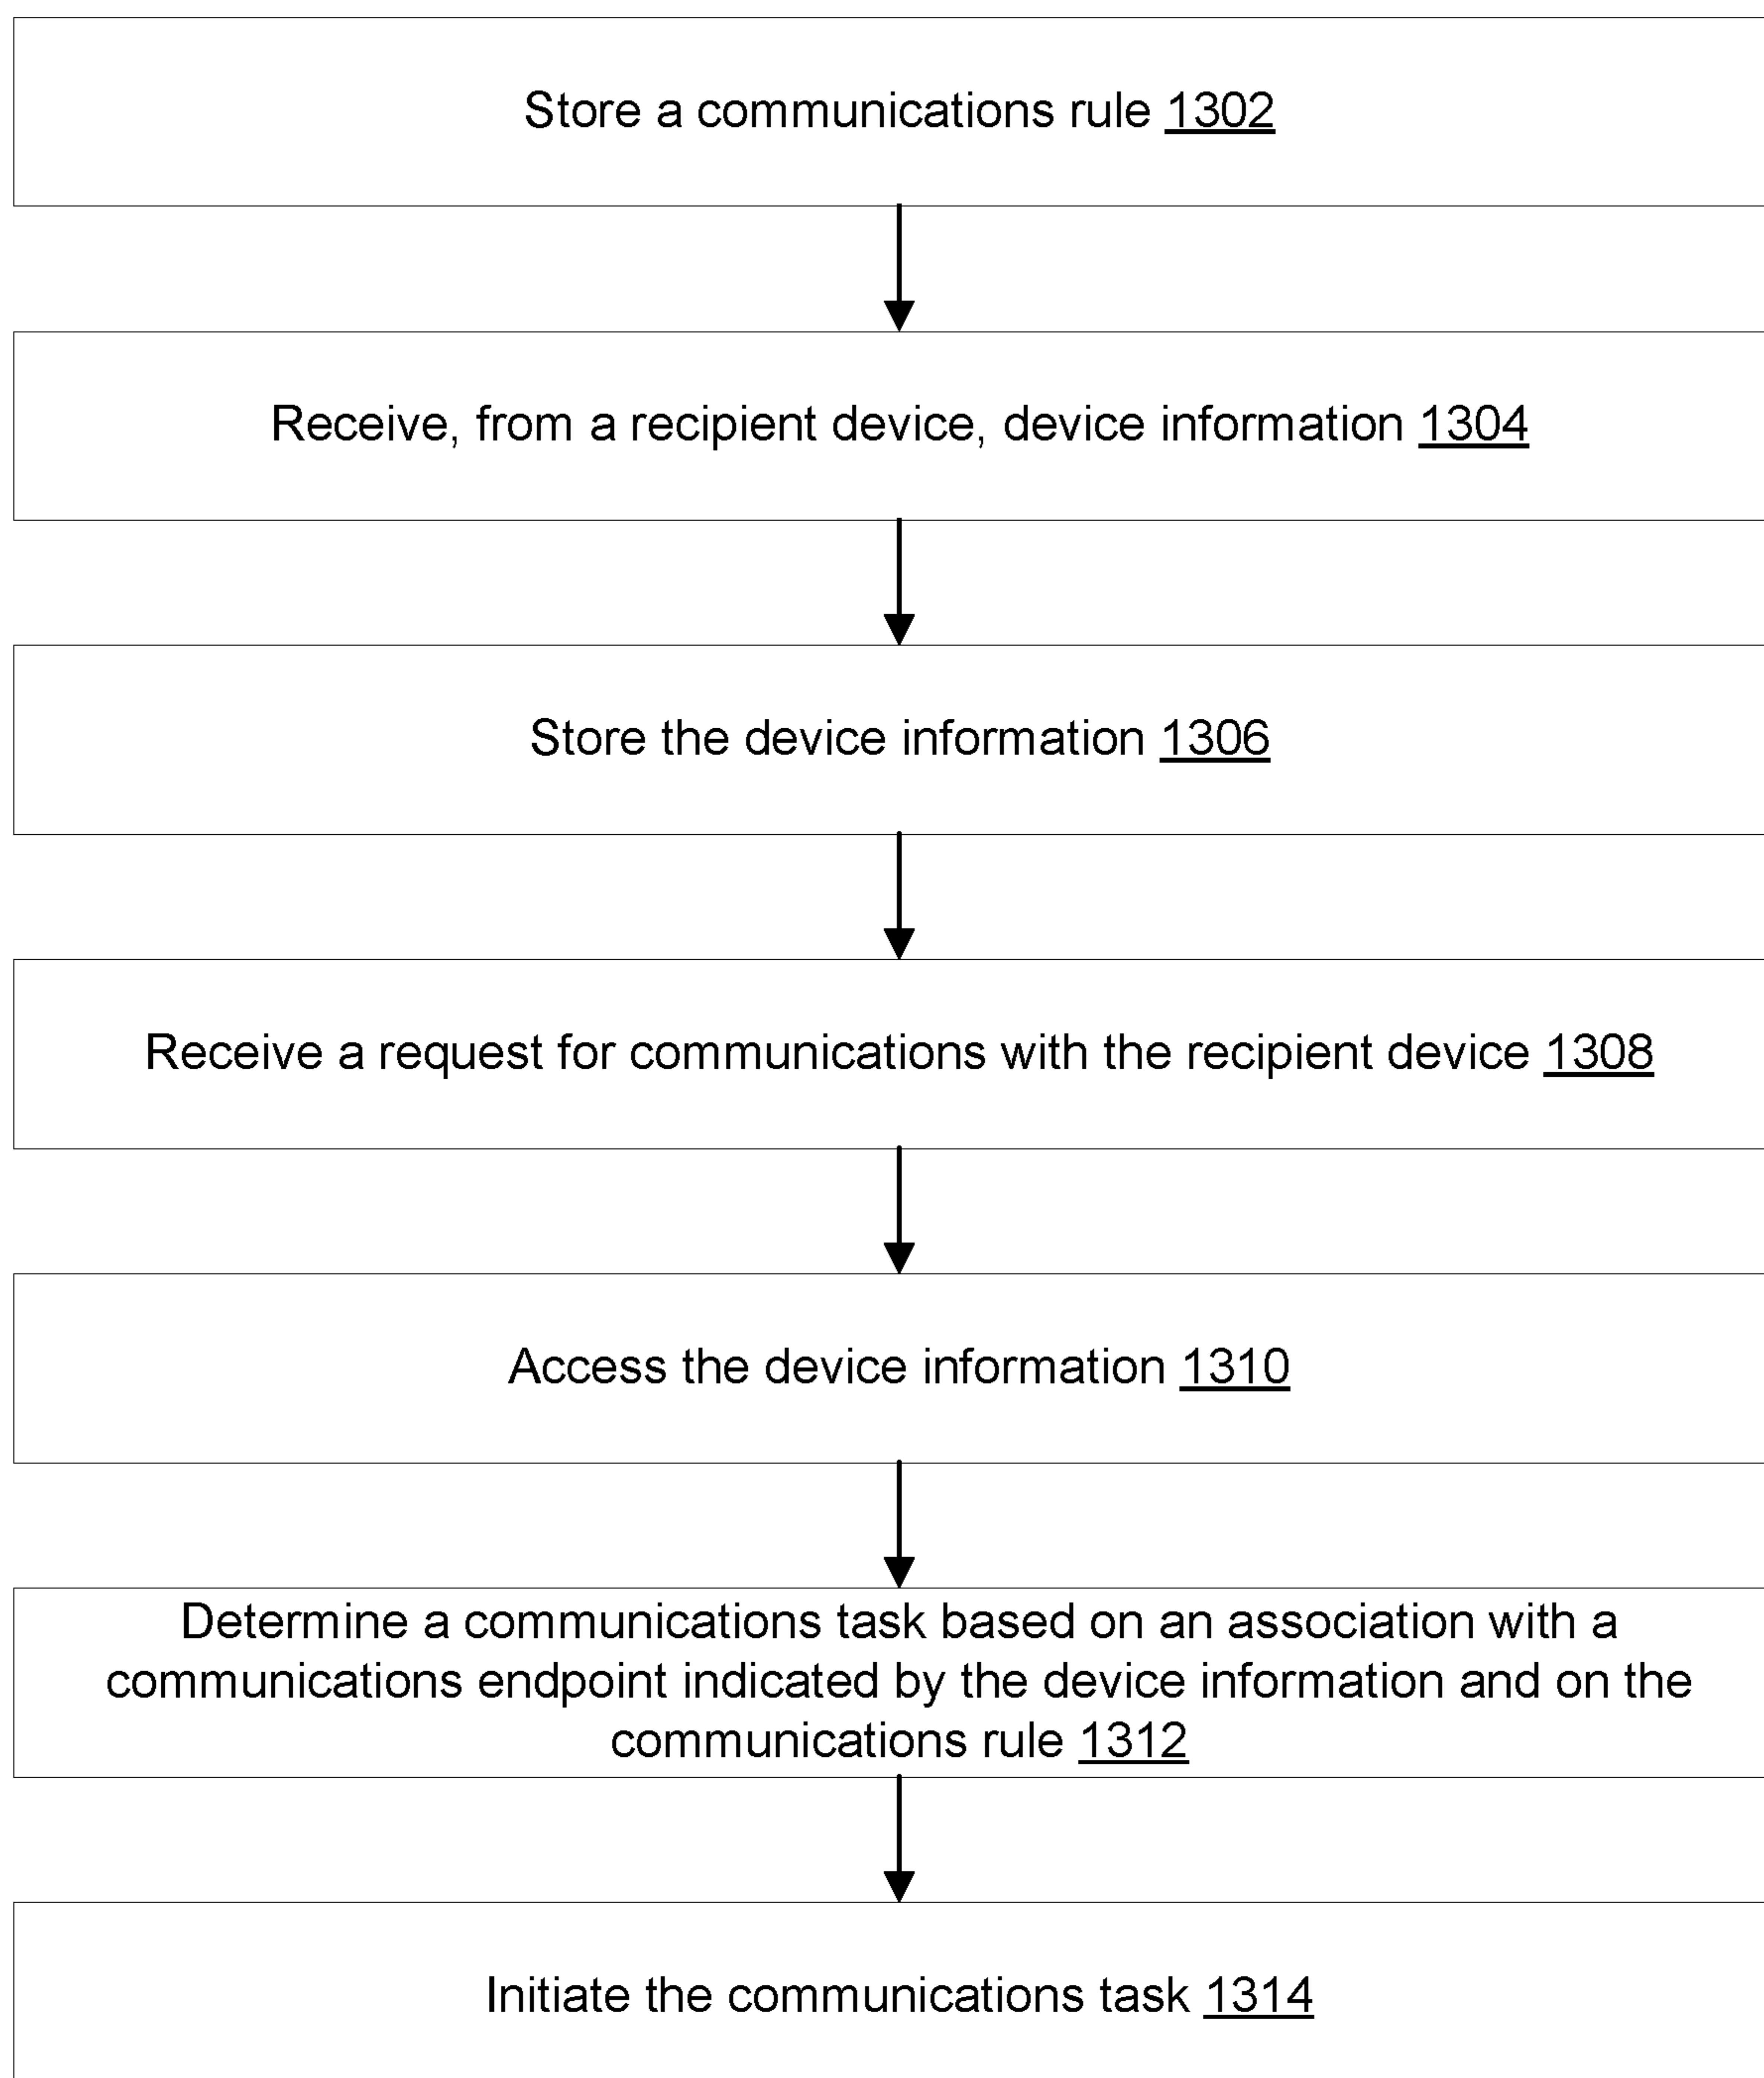 Store a communications rule 1302
Receive, from a recipient device, device information 1304
Store the device information 1306
Receive a request for communications with the recipient device 1308
Access the device information 1310
Determine a communications task based on an association with a
communications endpoint indicated by the device information and on the
communications rule 1312
Initiate the communications task 1314